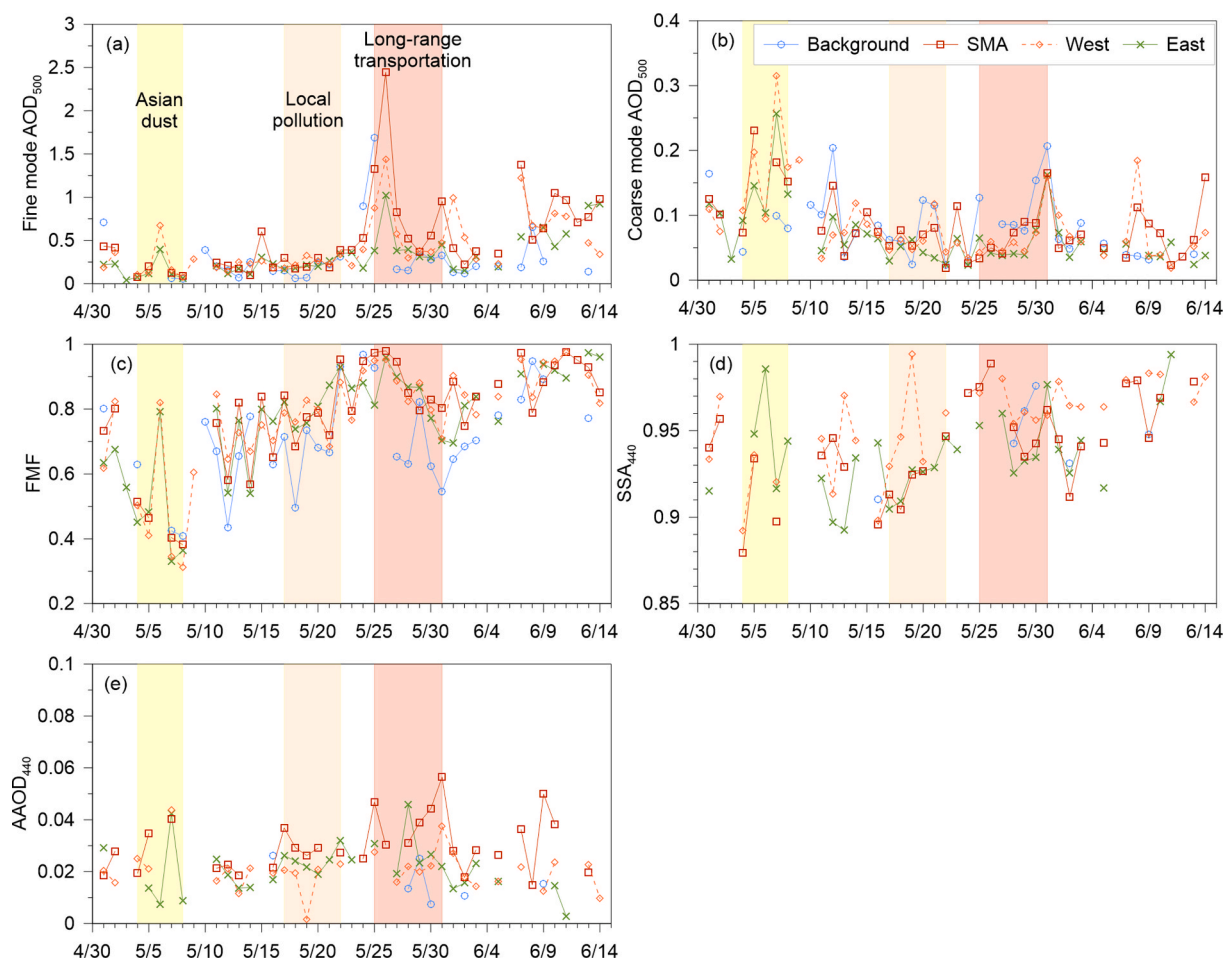 (a)
Fine mode AOD500
3
2.5
2
1.5
1
0.5
0
Asian
dust
Local
pollution
Long-range
transportation
4/30 5/5 5/10 5/15 5/20 5/25 5/30 6/4 6/9 6/14
(b)
Background SMA West East
Coarse mode AOD500
0.4
0.3
0.2
0.1
0
4/30 5/5 5/10 5/15 5/20 5/25 5/30 6/4 6/9 6/14
(c)
FMF
1
0.8
0.6
0.4
0.2
4/30 5/5 5/10 5/15 5/20 5/25 5/30 6/4 6/9 6/14
(d)
SSA440
1
0.95
0.9
0.85
4/30 5/5 5/10 5/15 5/20 5/25 5/30 6/4 6/9 6/14
(e)
AAOD440
0.1
0.08
0.06
0.04
0.02
0
4/30 5/5 5/10 5/15 5/20 5/25 5/30 6/4 6/9 6/14